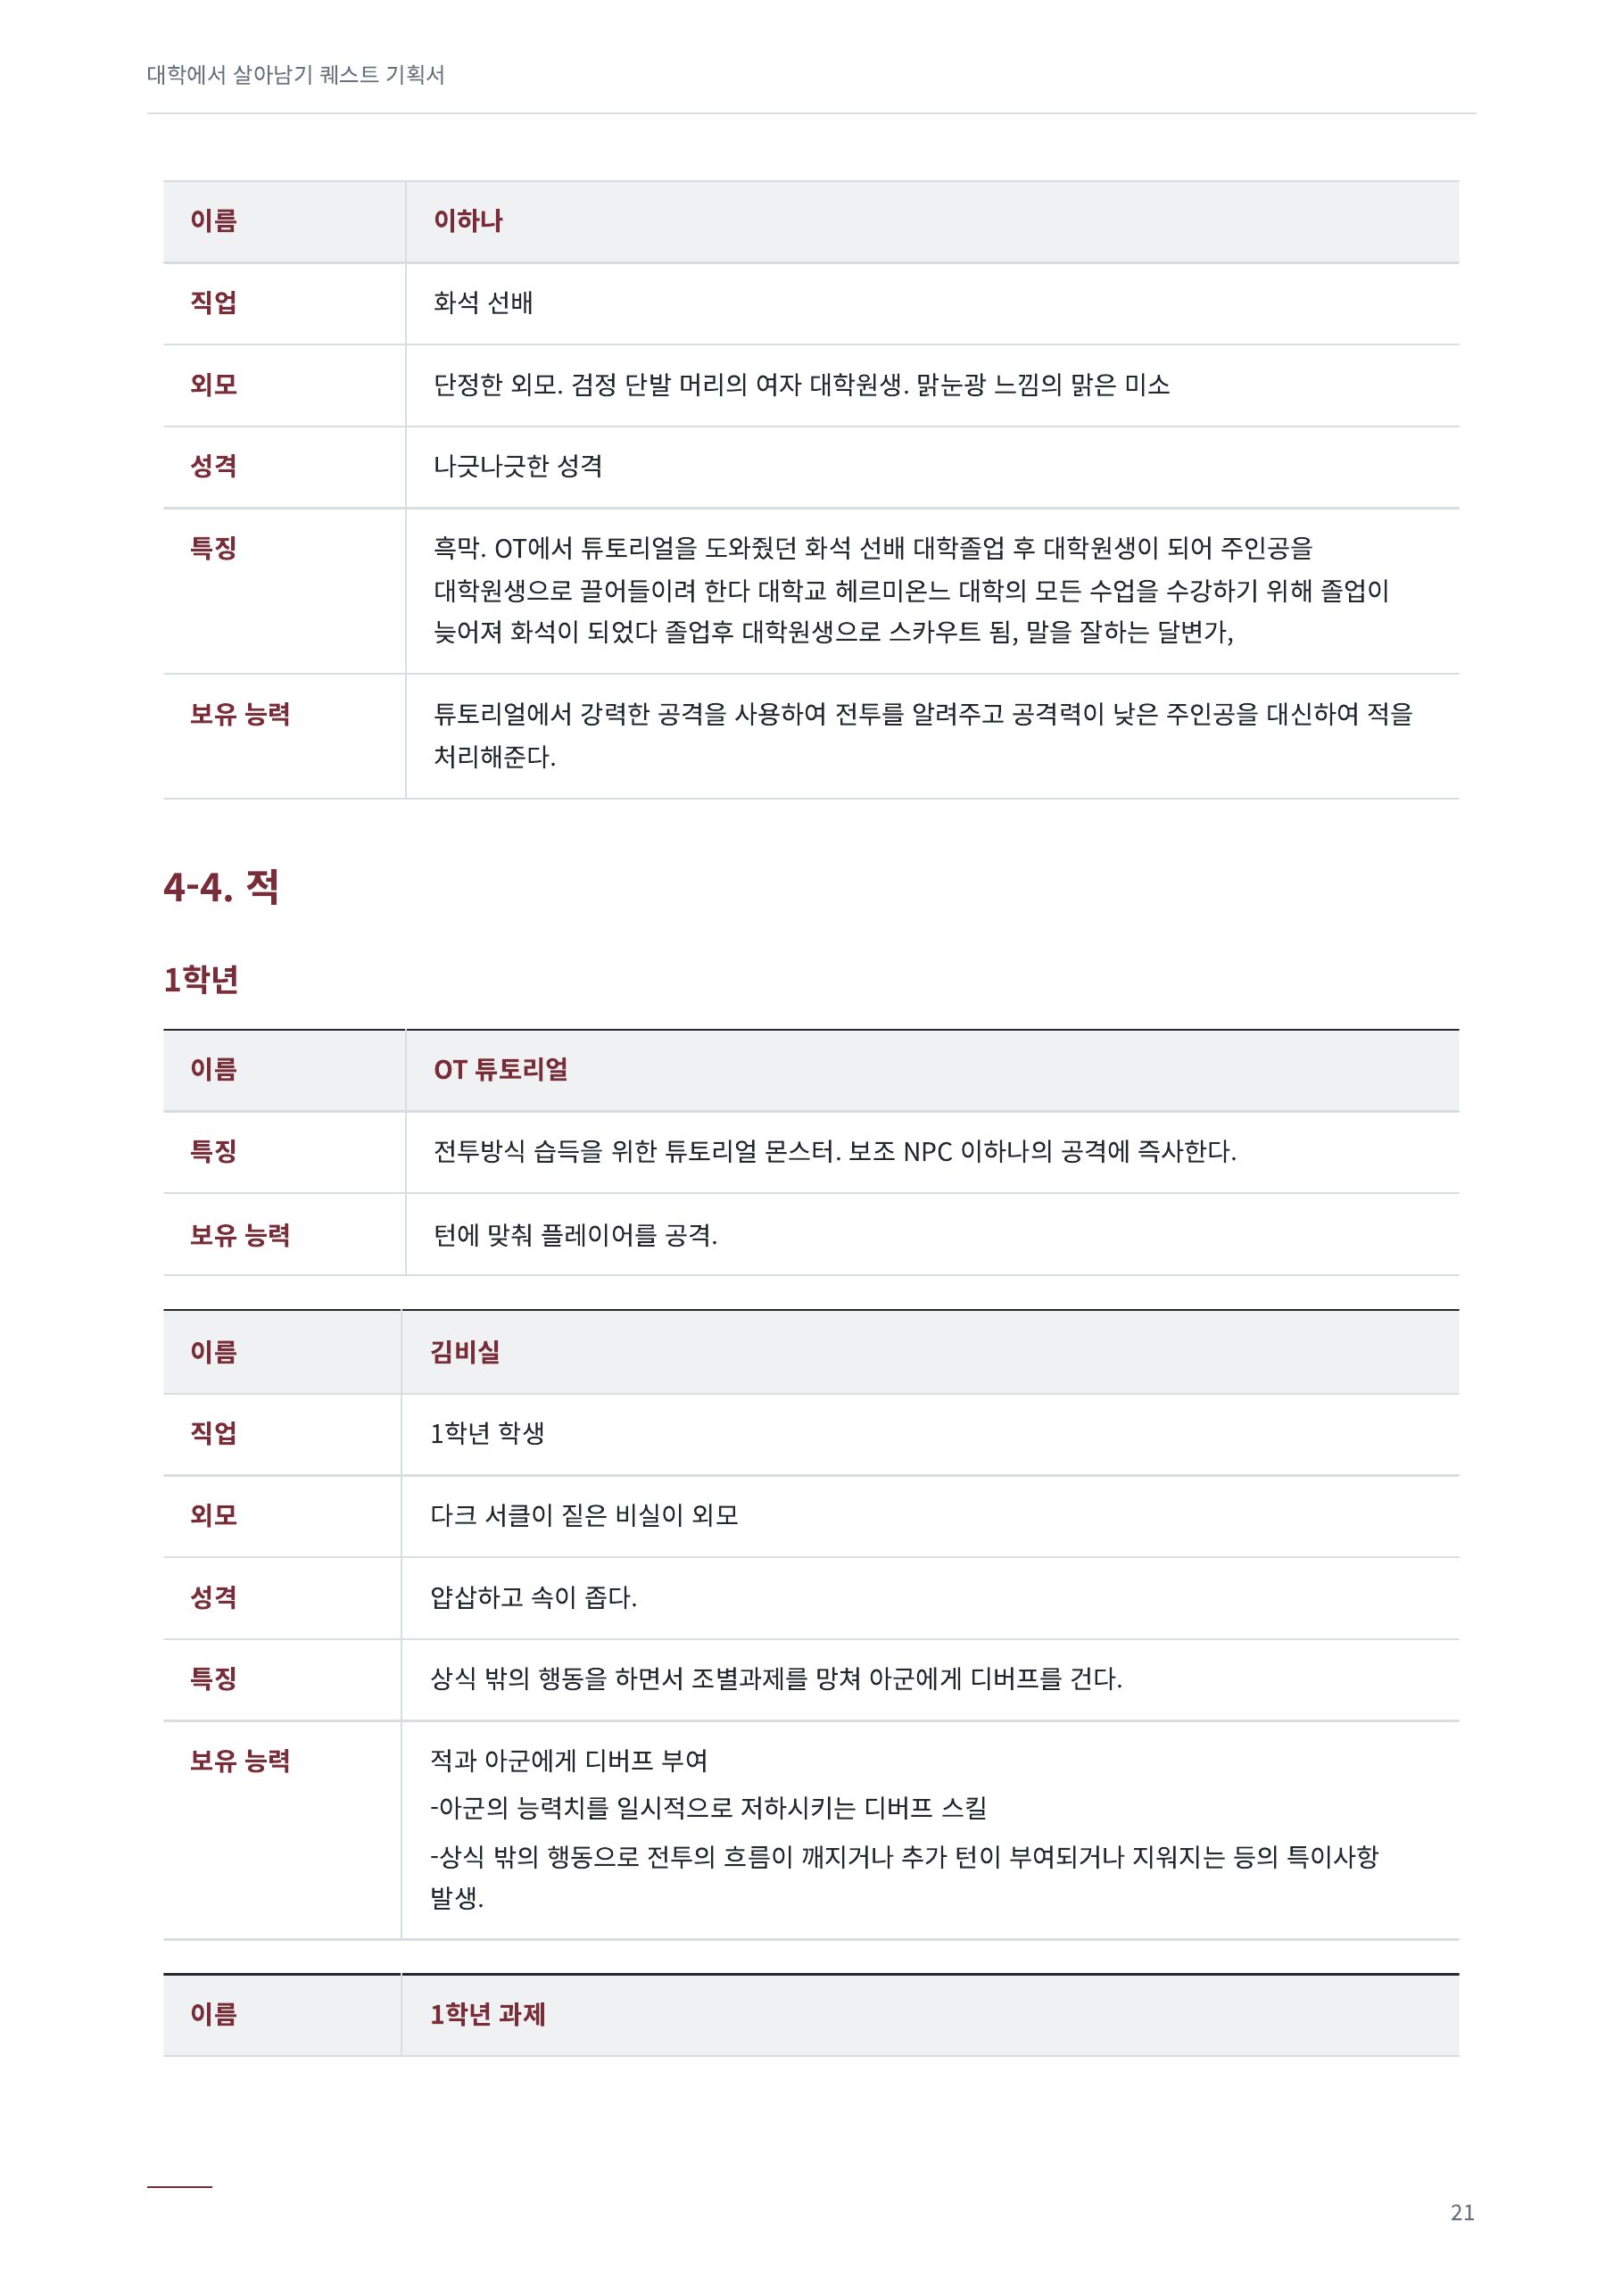 대학에서 살아남기 퀘스트 기획서
이름 이하나
직업 화석 선배
외모 단정한 외모. 검정 단발 머리의 여자 대학원생. 맑눈광 느낌의 맑은 미소
성격 나긋나긋한 성격
특징 흑막. OT에서 튜토리얼을 도와줬던 화석 선배 대학졸업 후 대학원생이 되어 주인공을
대학원생으로 끌어들이려 한다 대학교 헤르미온느 대학의 모든 수업을 수강하기 위해 졸업이
늦어져 화석이 되었다 졸업후 대학원생으로 스카우트 됨, 말을 잘하는 달변가,
보유 능력 튜토리얼에서 강력한 공격을 사용하여 전투를 알려주고 공격력이 낮은 주인공을 대신하여 적을
처리해준다.
4-4. 적
1학년
이름 OT 튜토리얼
특징 전투방식 습득을 위한 튜토리얼 몬스터. 보조 NPC 이하나의 공격에 즉사한다.
보유 능력 턴에 맞춰 플레이어를 공격.
이름 김비실
직업 1학년 학생
외모 다크 서클이 짙은 비실이 외모
성격 얍삽하고 속이 좁다.
특징 상식 밖의 행동을 하면서 조별과제를 망쳐 아군에게 디버프를 건다.
보유 능력 적과 아군에게 디버프 부여
-아군의 능력치를 일시적으로 저하시키는 디버프 스킬
-상식 밖의 행동으로 전투의 흐름이 깨지거나 추가 턴이 부여되거나 지워지는 등의 특이사항
발생.
이름 1학년 과제
21